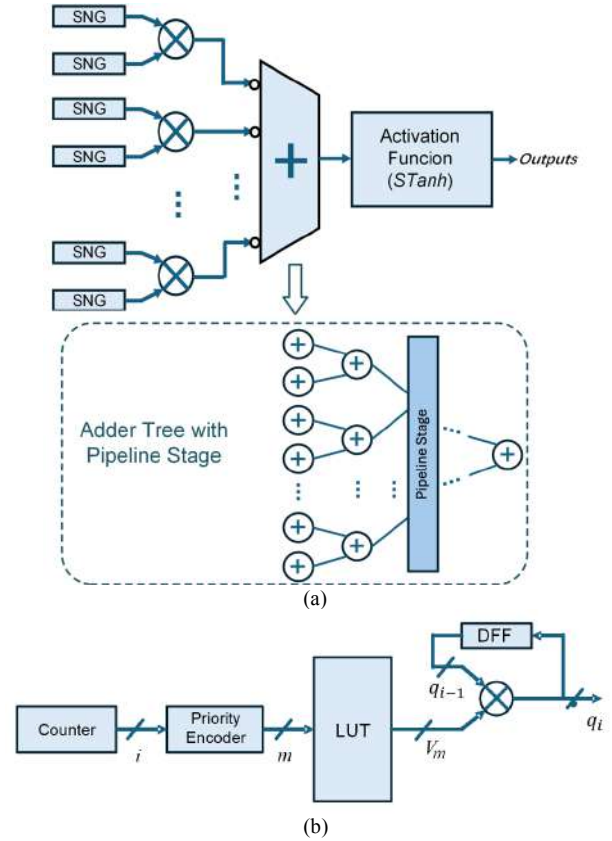 SNG
SNG
SNG
SNG
SNG
SNG
Activation
Funcion
(STanh)
Outputs
Adder Tree with
Pipeline Stage
Pipeline Stage
(a)
DFF
q_{i-1}
Counter
i
Priority
Encoder
m
LUT
V_m
q_i
(b)